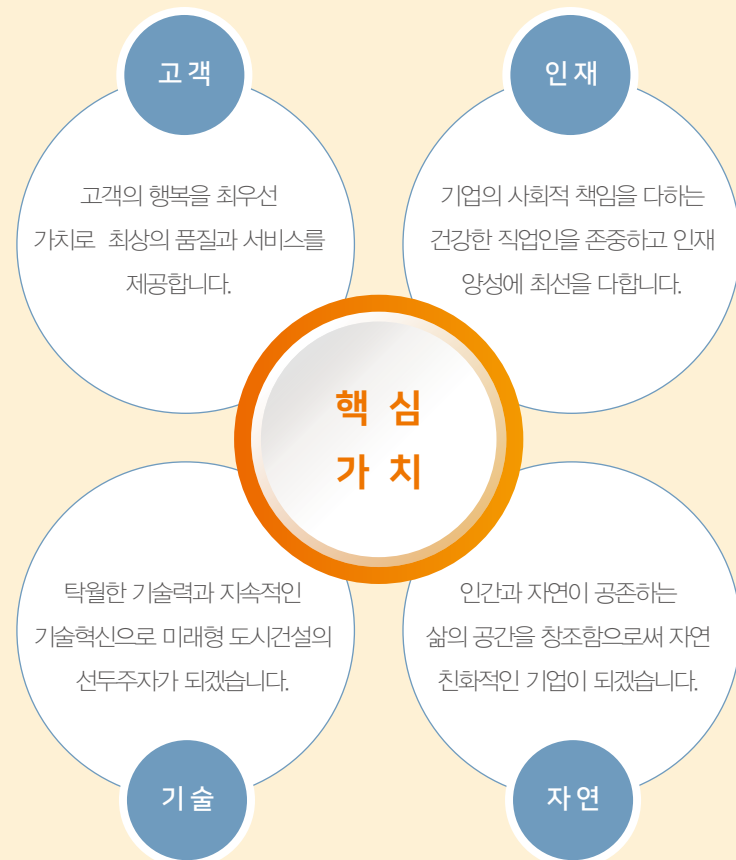 고객
고객의 행복을 최우선
가치로 최상의 품질과 서비스를
제공합니다.
인재
기업의 사회적 책임을 다하는
건강한 직업인을 존중하고 인재
양성에 최선을 다합니다.
핵심
가치
탁월한 기술력과 지속적인
기술혁신으로 미래형 도시건설의
선두주자가 되겠습니다.
기술
인간과 자연이 공존하는
삶의 공간을 창조함으로써 자연
친화적인 기업이 되겠습니다.
자연